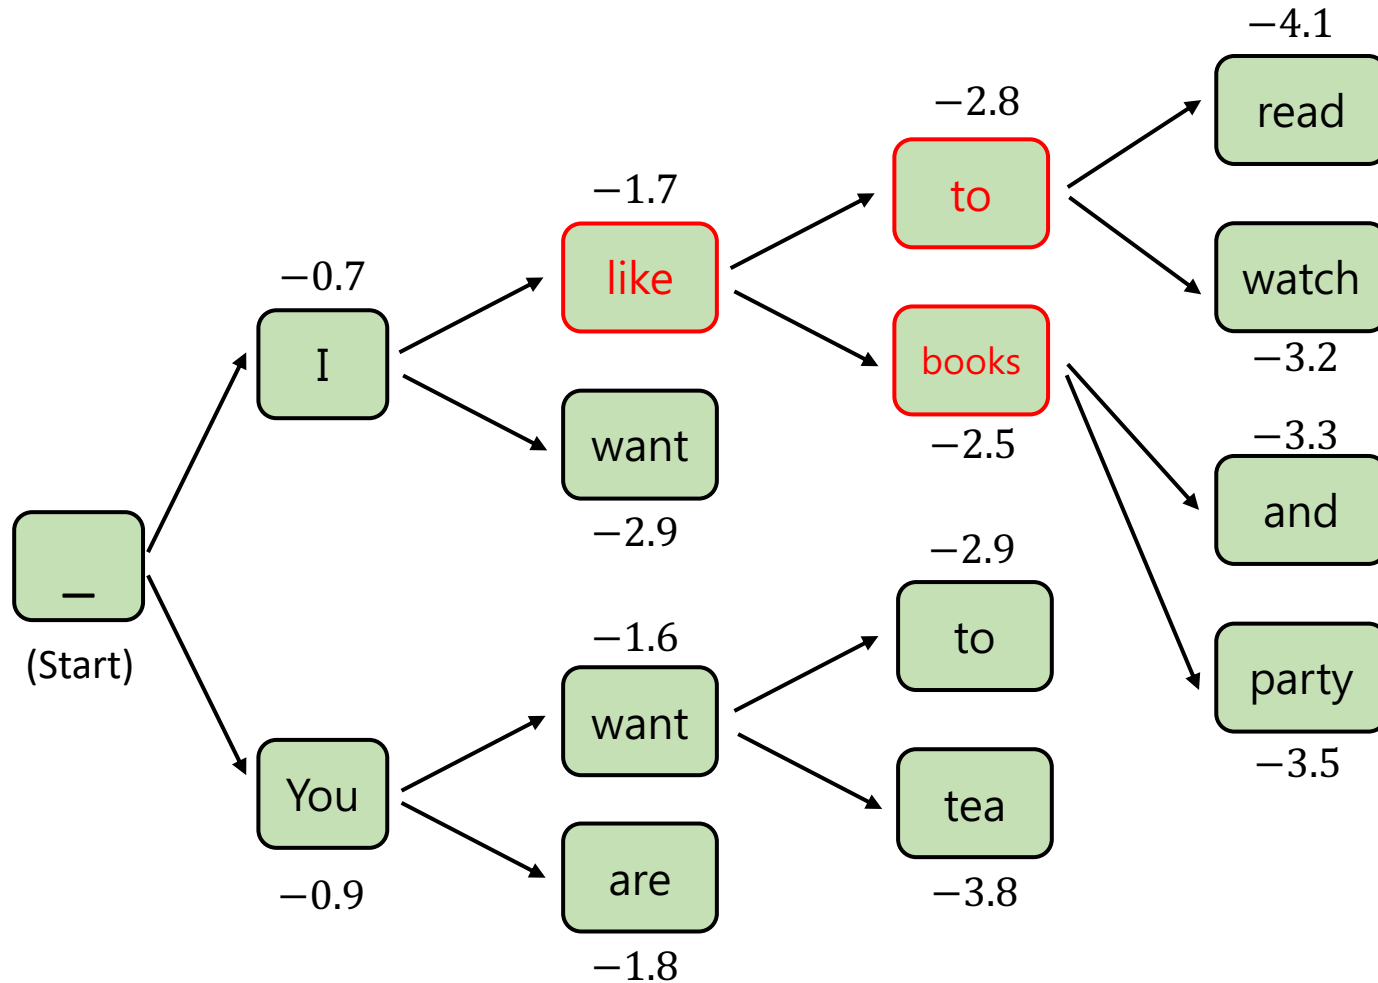 −4.1
read
−2.8
to
−1.7
like
watch
−3.2
−0.7
I
books
−2.5
want
−2.9
−3.3
and
_
(Start)
−2.9
to
−1.6
want
party
−3.5
You
−0.9
tea
−3.8
are
−1.8